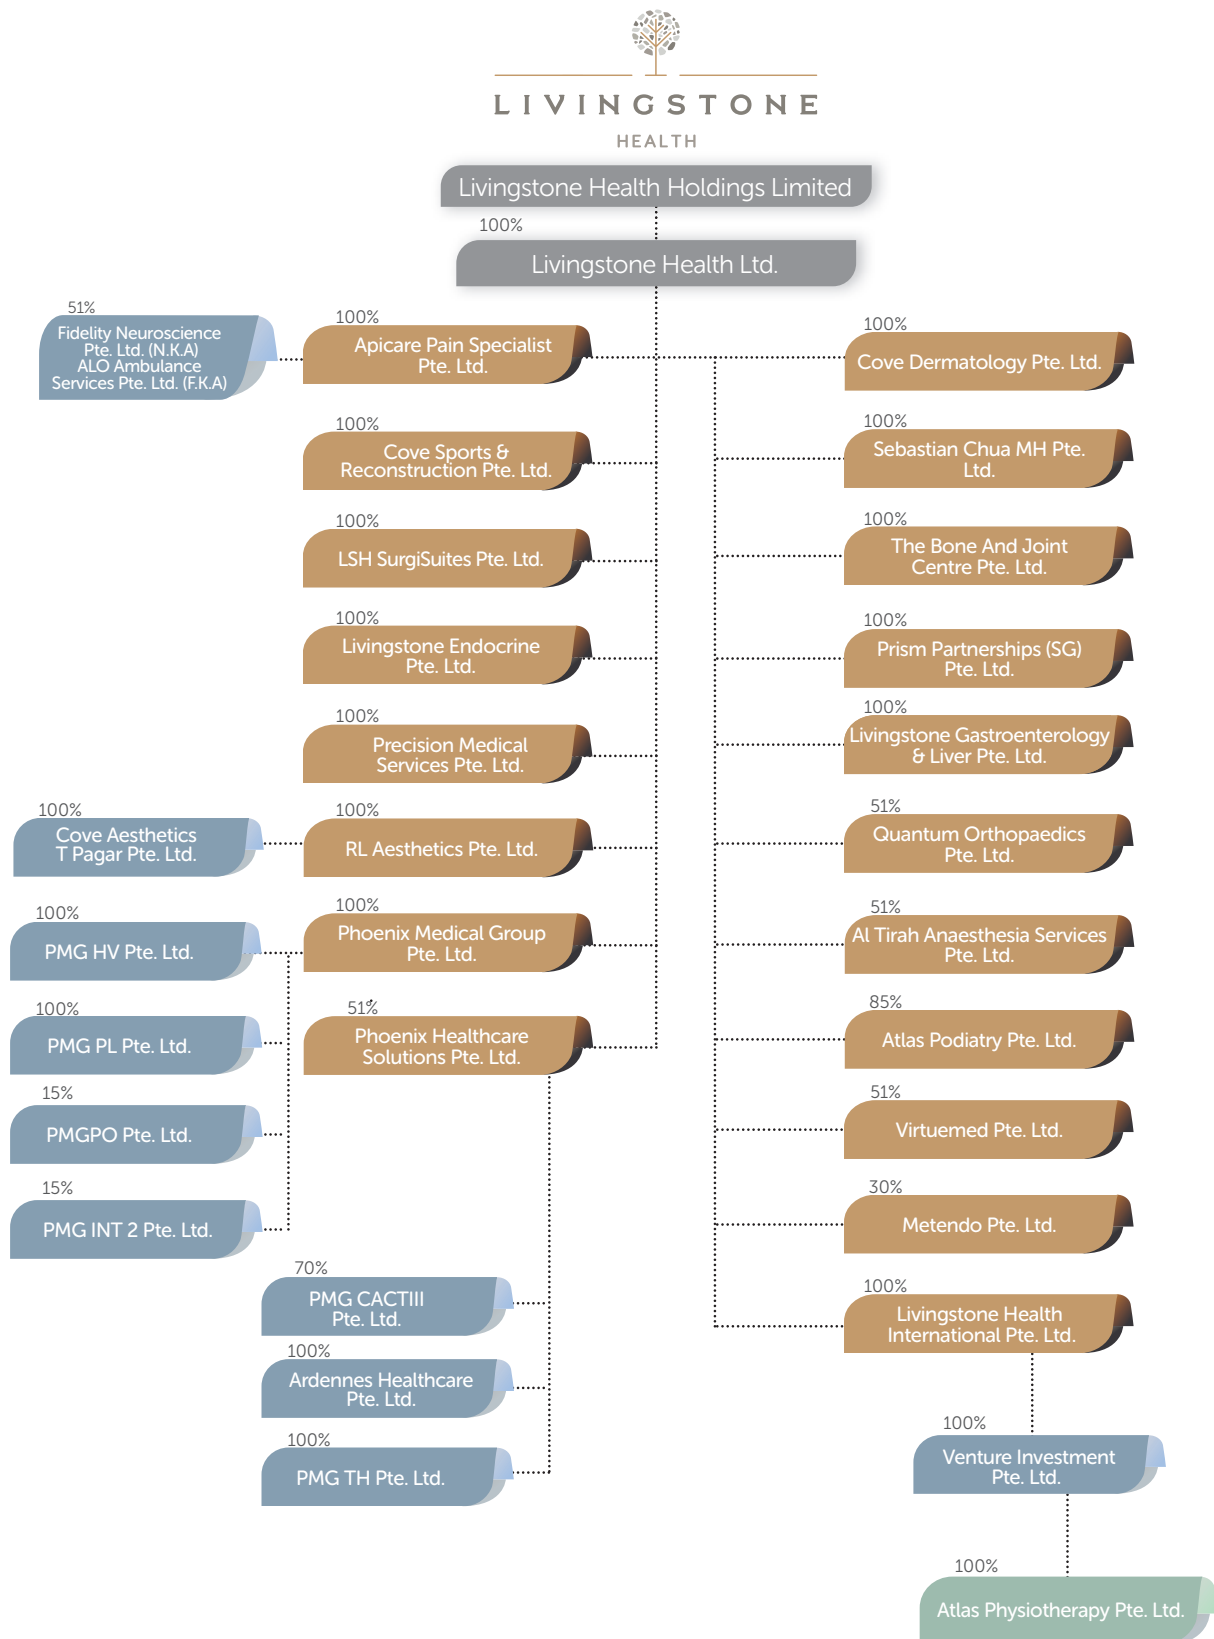 LIVINGSTONE
HEALTH
Livingstone Health Holdings Limited
100%
Livingstone Health Ltd.
51%
Fidelity Neuroscience
Pte. Ltd. (N.K.A)
ALO Ambulance
Services Pte. Ltd. (F.K.A)
100%
Apicare Pain Specialist
Pte. Ltd.
100%
Cove Sports &
Reconstruction Pte. Ltd.
100%
LSH SurgiSuites Pte. Ltd.
100%
Livingstone Endocrine
Pte. Ltd.
100%
Precision Medical
Services Pte. Ltd.
100%
Cove Aesthetics
T Pagar Pte. Ltd.
100%
RL Aesthetics Pte. Ltd.
100%
PMG HV Pte. Ltd.
100%
Phoenix Medical Group
Pte. Ltd.
100%
PMG PL Pte. Ltd.
51%
Phoenix Healthcare
Solutions Pte. Ltd.
15%
PMGPO Pte. Ltd.
15%
PMG INT 2 Pte. Ltd.
70%
PMG CACTIII
Pte. Ltd.
100%
Ardennes Healthcare
Pte. Ltd.
100%
PMG TH Pte. Ltd.
100%
Cove Dermatology Pte. Ltd.
100%
Sebastian Chua MH Pte.
Ltd.
100%
The Bone And Joint
Centre Pte. Ltd.
100%
Prism Partnerships (SG)
Pte. Ltd.
100%
Livingstone Gastroenterology
& Liver Pte. Ltd.
51%
Quantum Orthopaedics
Pte. Ltd.
51%
Al Tirah Anaesthesia Services
Pte. Ltd.
85%
Atlas Podiatry Pte. Ltd.
51%
Virtuemed Pte. Ltd.
30%
Metendo Pte. Ltd.
100%
Livingstone Health
International Pte. Ltd.
100%
Venture Investment
Pte. Ltd.
100%
Atlas Physiotherapy Pte. Ltd.